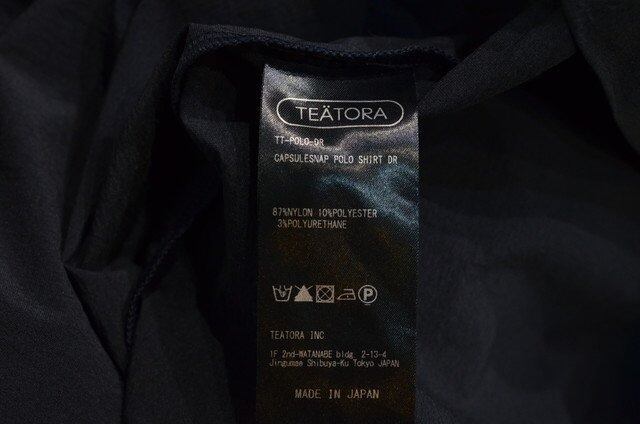 TEÄTORA
TT-POLO-DR
CAPSULESNAP POLO SHIRT DR
87%NYLON 10%POLYESTER
3%POLYURETHANE
P
TEATORA INC
1F 2nd-WATANABE bldg_ 2-13-4
Jingumae Shibuya-Ku Tokyo JAPAN
MADE IN JAPAN